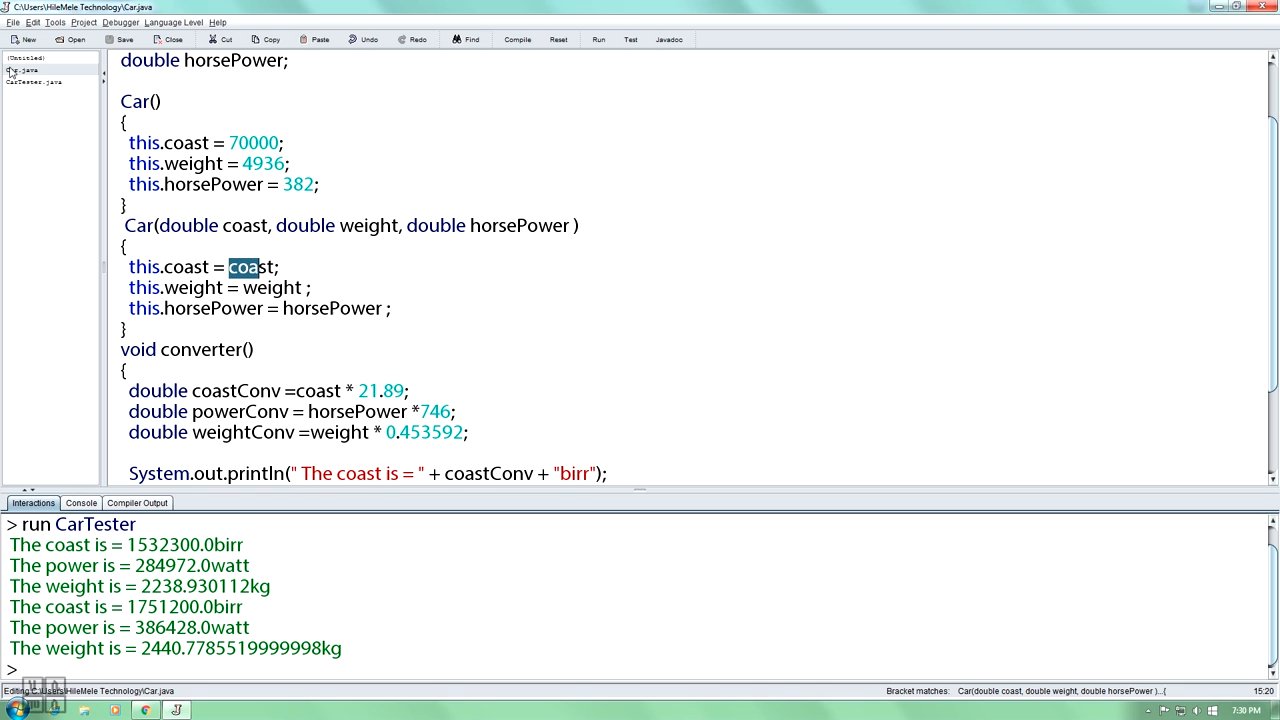 C:\Users\HileMele Technology\Car.java
File Edit Tools Project Debugger Language Level Help
New Open Save Close Cut Copy Paste Undo Redo Find Compile Reset Run Test Javadoc
(Untitled)
Car.java
CarTester.java
double horsePower;
Car()
{
this.coast = 70000;
this.weight = 4936;
this.horsePower = 382;
}
Car(double coast, double weight, double horsePower )
{
this.coast = coast;
this.weight = weight ;
this.horsePower = horsePower ;
}
void converter()
{
double coastConv =coast * 21.89;
double powerConv = horsePower *746;
double weightConv =weight * 0.453592;
System.out.println(" The coast is = " + coastConv + "birr");
Interactions Console Compiler Output
> run CarTester
The coast is = 1532300.0birr
The power is = 284972.0watt
The weight is = 2238.930112kg
The coast is = 1751200.0birr
The power is = 386428.0watt
The weight is = 2440.7785519999998kg
>
Editing C:\Users\HileMele Technology\Car.java Bracket matches: Car(double coast, double weight, double horsePower )...{ 15:20
7:30 PM